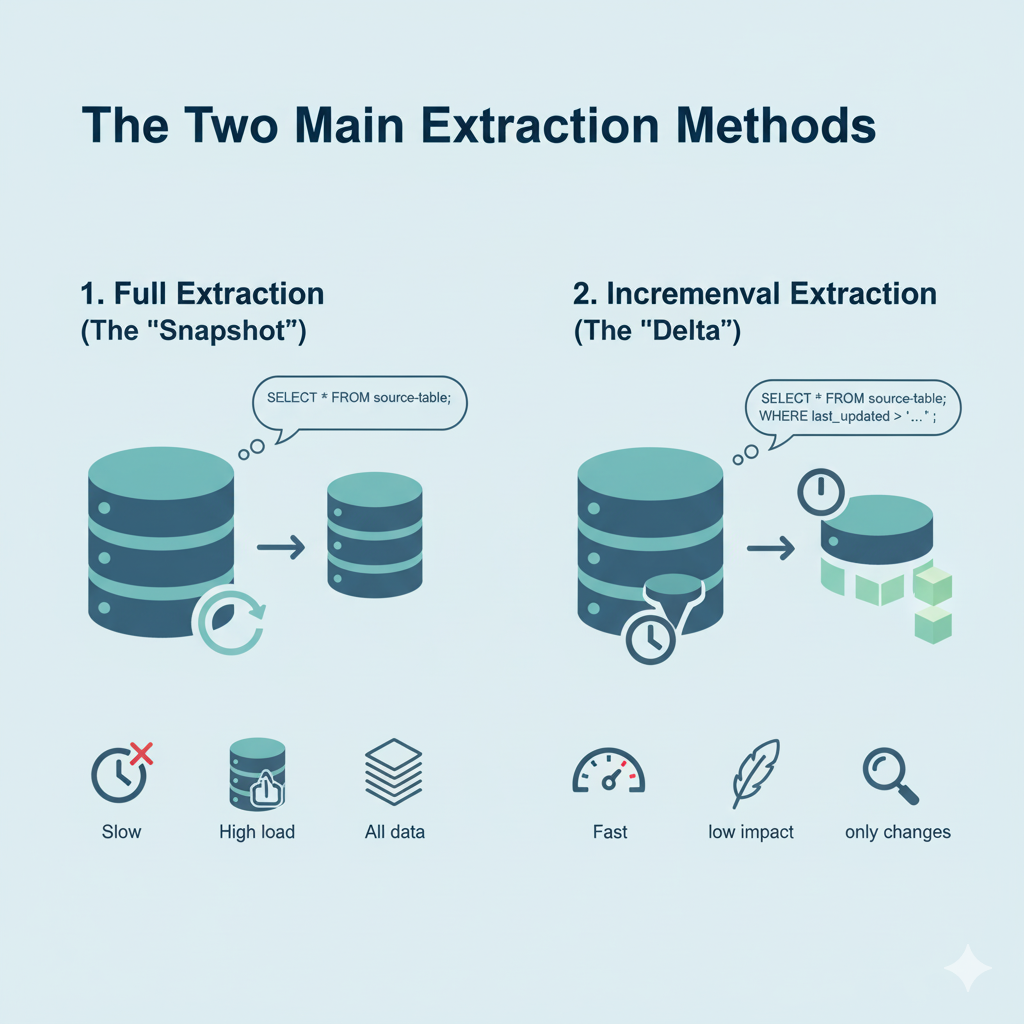 The Two Main Extraction Methods
1. Full Extraction
(The "Snapshot”)
SELECT * FROM source-table;
Slow
High load
All data
2. Incremenval Extraction
(The "Delta”)
SELECT * FROM source-table;
WHERE last_updated > '...” ;
Fast
low impact
only changes